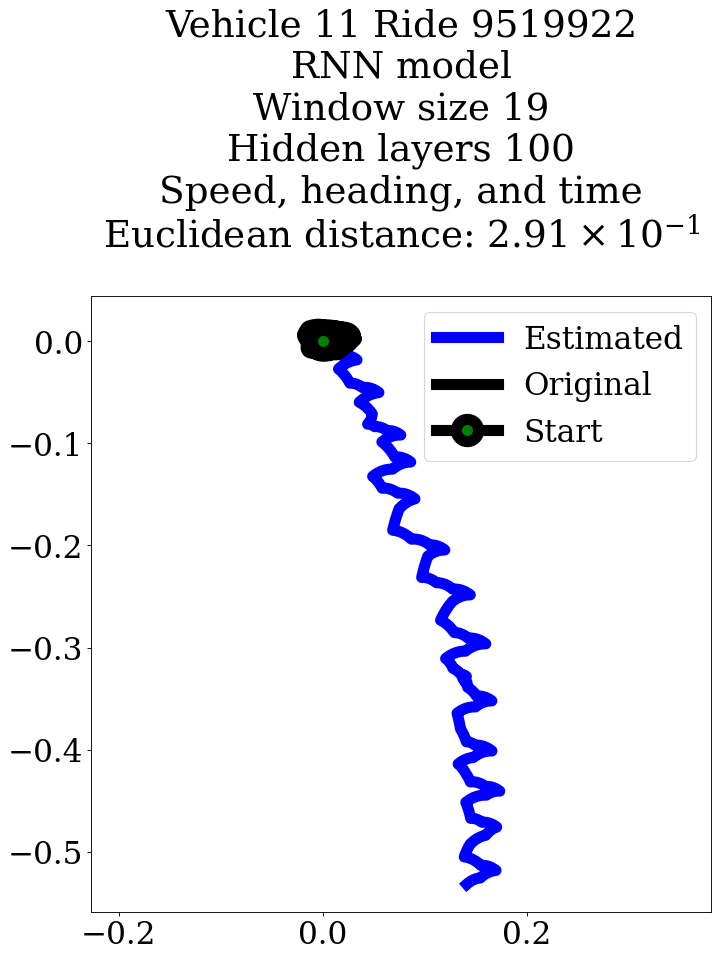 Vehicle 11 Ride 9519922
RNN model
Window size 19
Hidden layers 100
Speed, heading, and time
Euclidean distance: 2.91 × 10⁻¹
Estimated
Original
Start
0.0
−0.1
−0.2
−0.3
−0.4
−0.5
−0.2 0.0 0.2